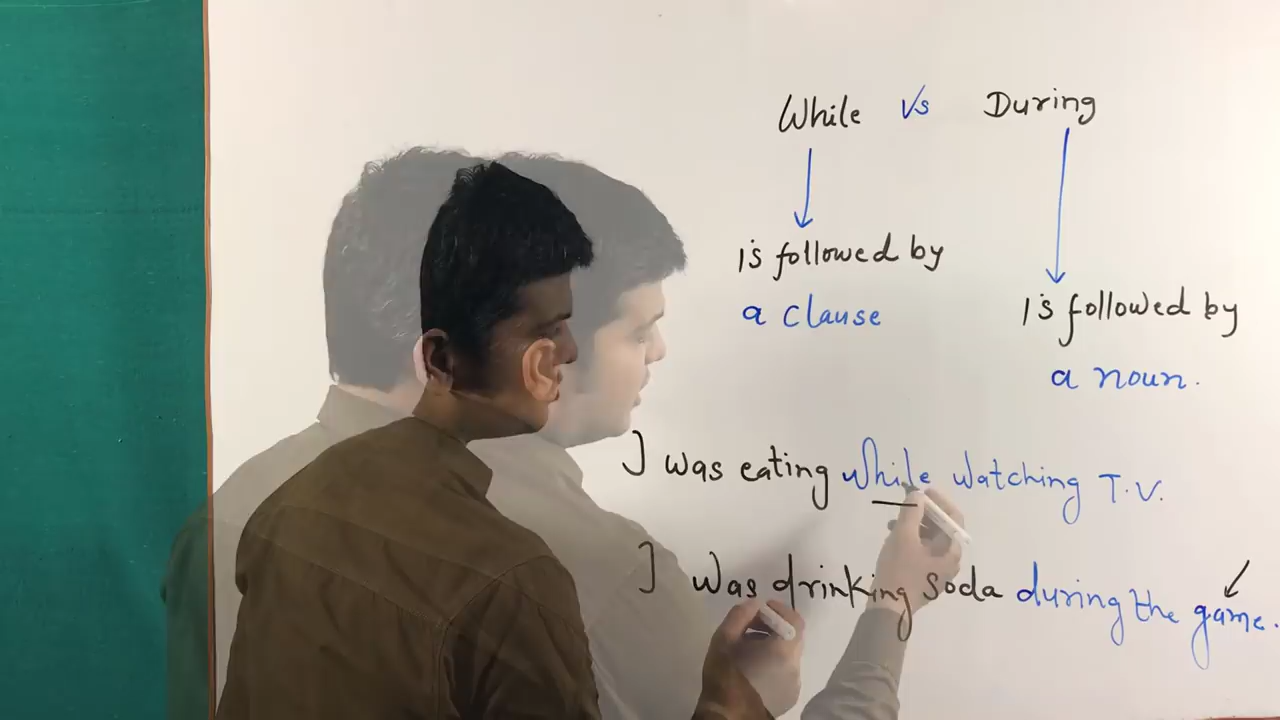 While vs During
is followed by
a clause
is followed by
a noun.
I was eating while watching T.V.
I was drinking soda during the game.